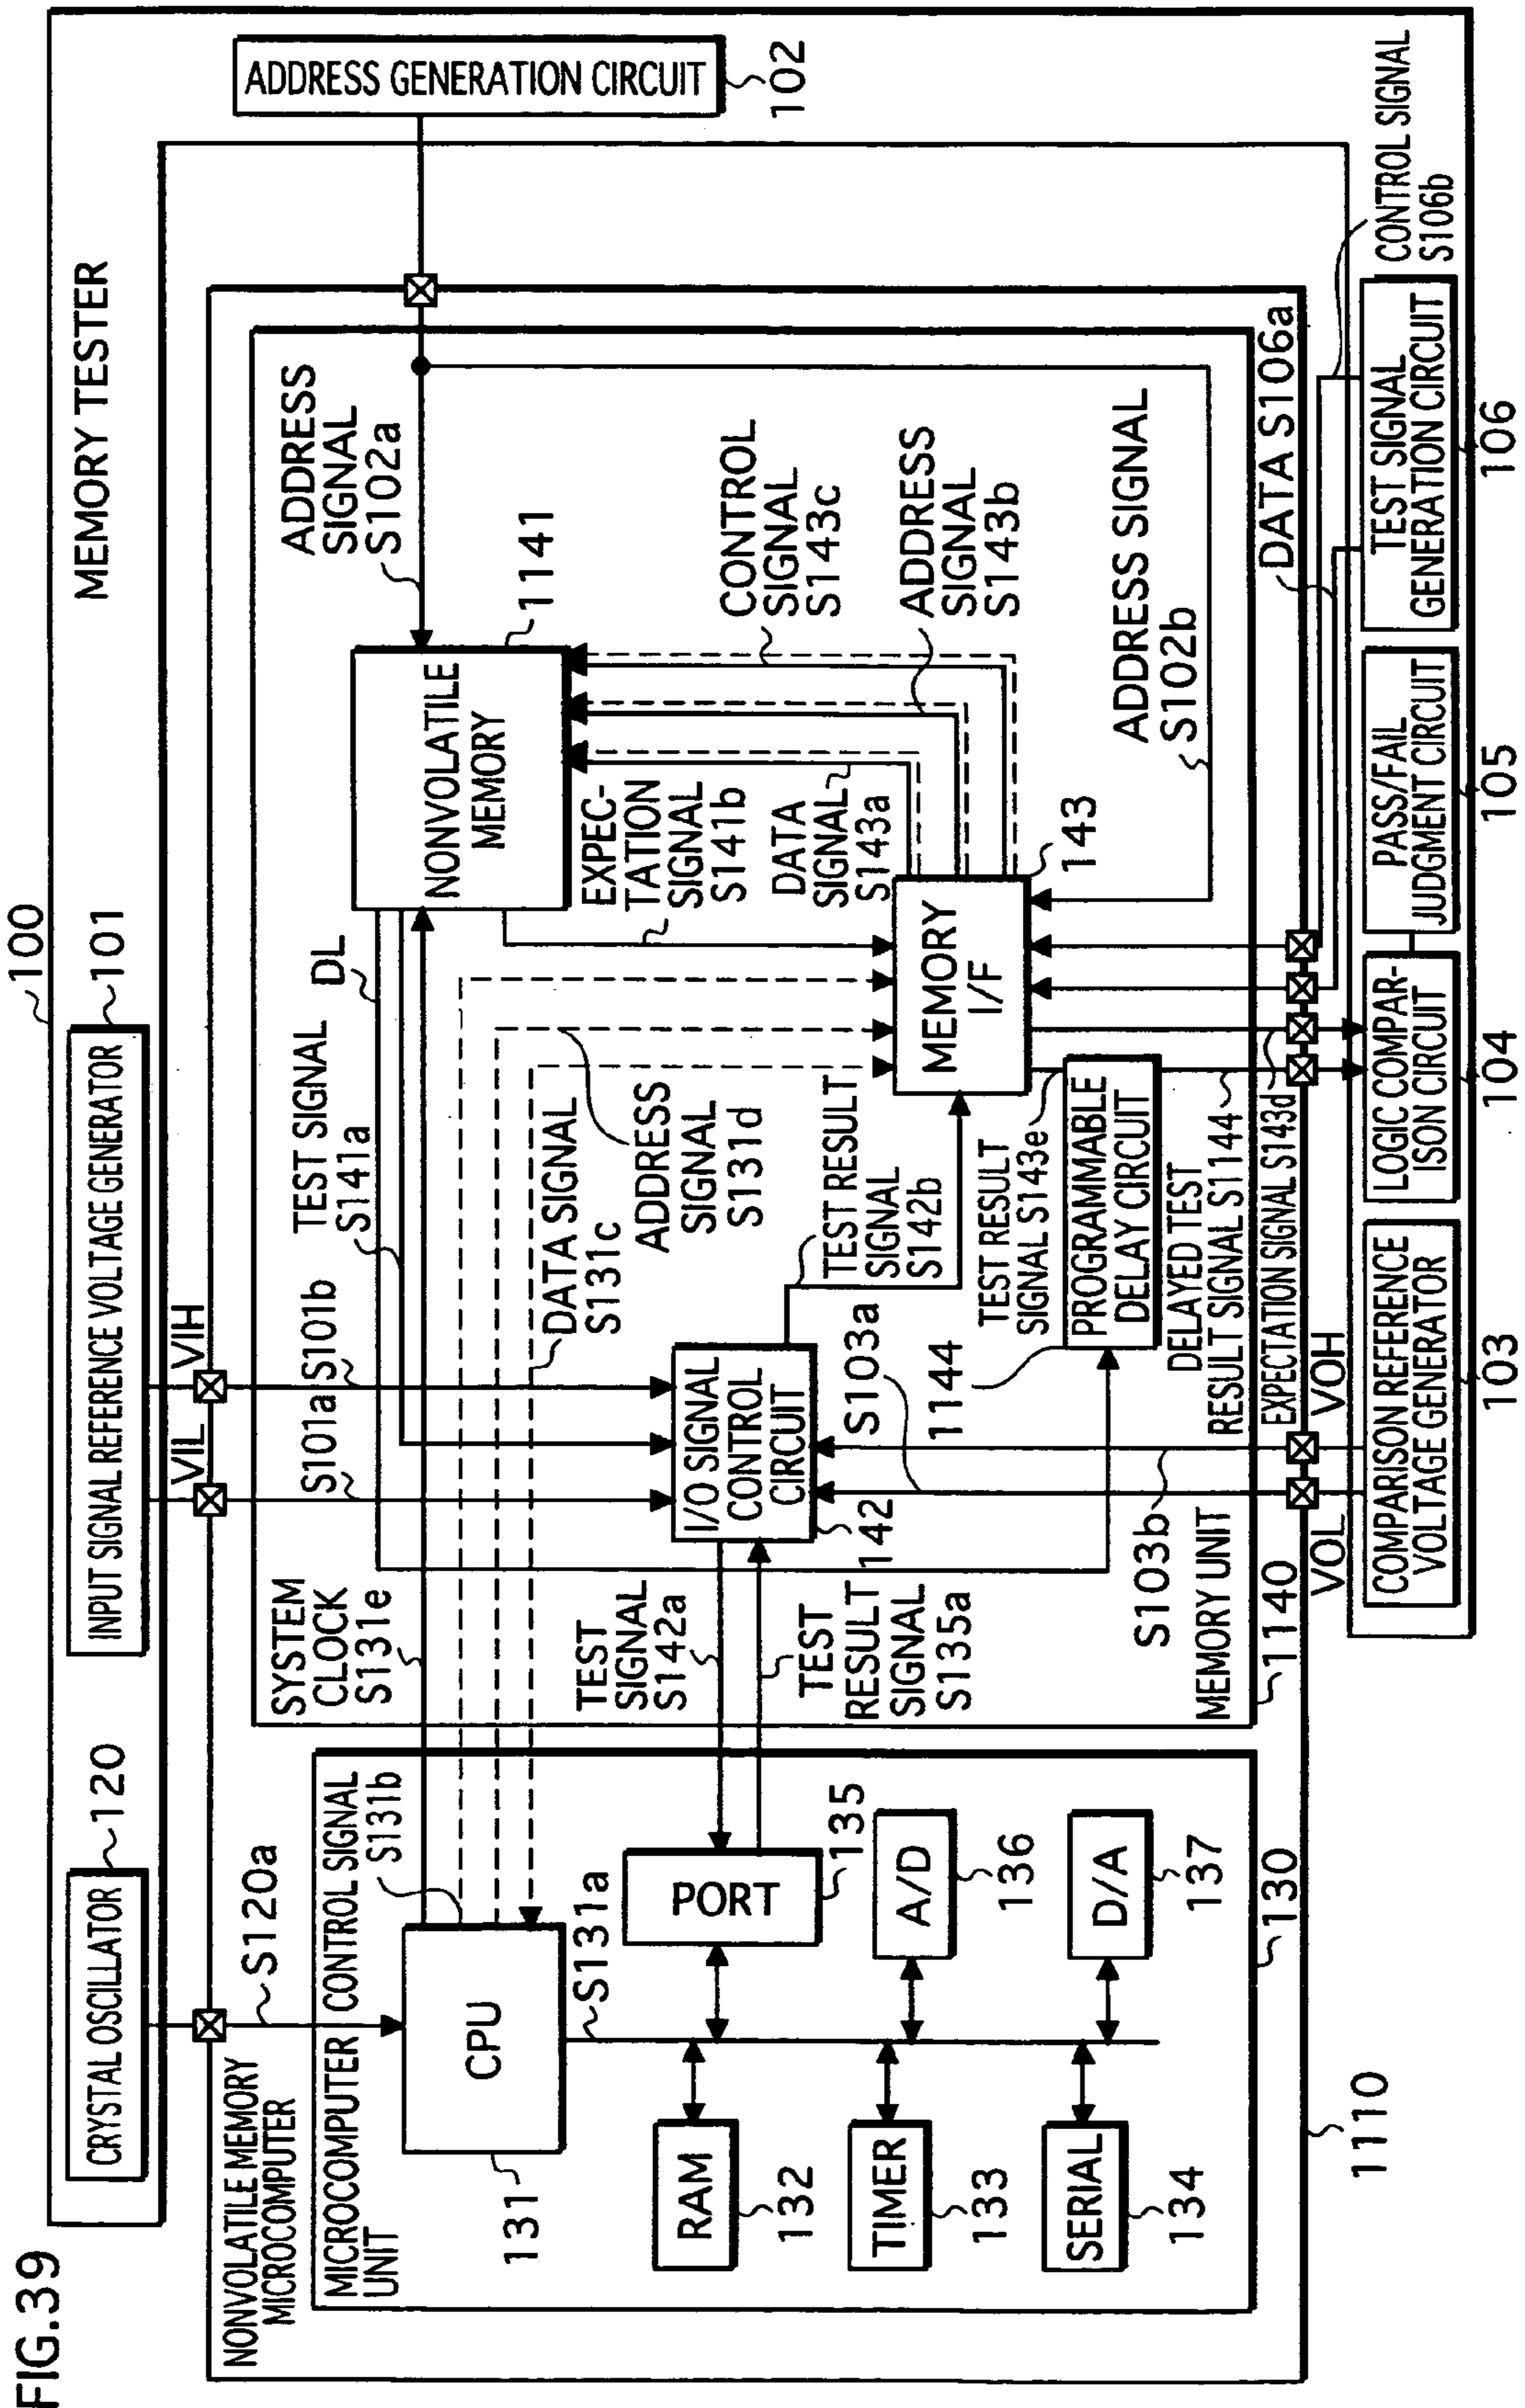 FIG.39
100
MEMORY TESTER
CRYSTAL OSCILLATOR
120
INPUT SIGNAL REFERENCE VOLTAGE GENERATOR
101
ADDRESS GENERATION CIRCUIT
102
NONVOLATILE MEMORY
MICROCOMPUTER
S120a
VIL
VIH
S101a
S101b
MICROCOMPUTER
UNIT
CONTROL SIGNAL
S131b
CPU
131
S131a
RAM
132
TIMER
133
SERIAL
134
PORT
135
A/D
136
D/A
137
130
1110
SYSTEM
CLOCK
S131e
TEST SIGNAL
S141a
DL
NONVOLATILE
MEMORY
1141
ADDRESS
SIGNAL
S102a
DATA SIGNAL
S131c
ADDRESS
SIGNAL
S131d
EXPEC-
TATION
SIGNAL
S141b
DATA
SIGNAL
S143a
CONTROL
SIGNAL
S143c
ADDRESS
SIGNAL
S143b
ADDRESS SIGNAL
S102b
TEST
SIGNAL
S142a
TEST
RESULT
SIGNAL
S135a
I/O SIGNAL
CONTROL
CIRCUIT
142
TEST RESULT
SIGNAL
S142b
MEMORY
I/F
143
TEST RESULT
SIGNAL S143e
PROGRAMMABLE
DELAY CIRCUIT
1144
S103a
S103b
DELAYED TEST
RESULT SIGNAL S1144
EXPECTATION SIGNAL S143d
MEMORY UNIT
1140
VOL
VOH
DATA S106a
CONTROL SIGNAL
S106b
COMPARISON REFERENCE
VOLTAGE GENERATOR
103
LOGIC COMPAR-
ISON CIRCUIT
104
PASS/FAIL
JUDGMENT CIRCUIT
105
TEST SIGNAL
GENERATION CIRCUIT
106